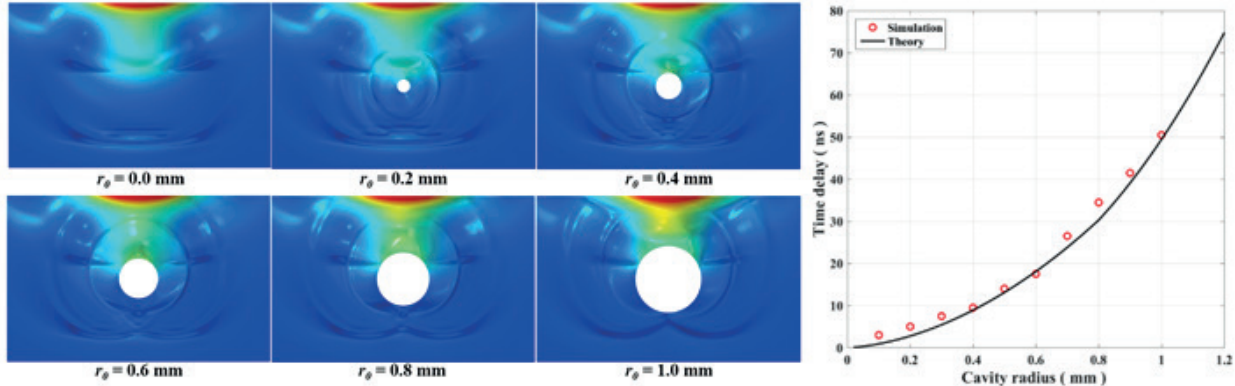 r₀ = 0.0 mm
r₀ = 0.2 mm
r₀ = 0.4 mm
r₀ = 0.6 mm
r₀ = 0.8 mm
r₀ = 1.0 mm
Simulation
Theory
Time delay ( ns )
80
70
60
50
40
30
20
10
0
0
0.2
0.4
0.6
0.8
1
1.2
Cavity radius ( mm )